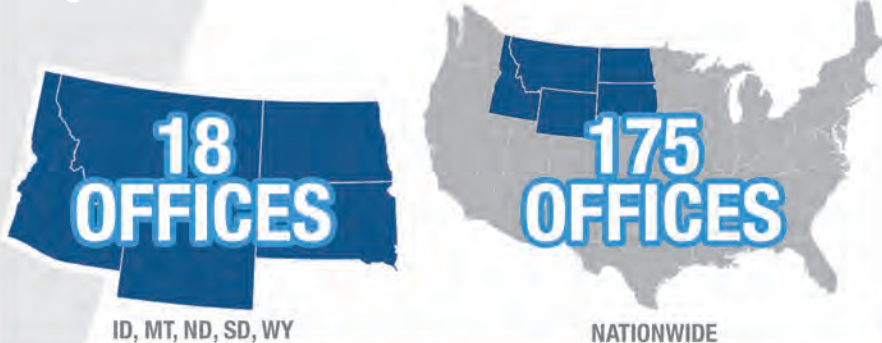 18
OFFICES
ID, MT, ND, SD, WY
175
OFFICES
NATIONWIDE